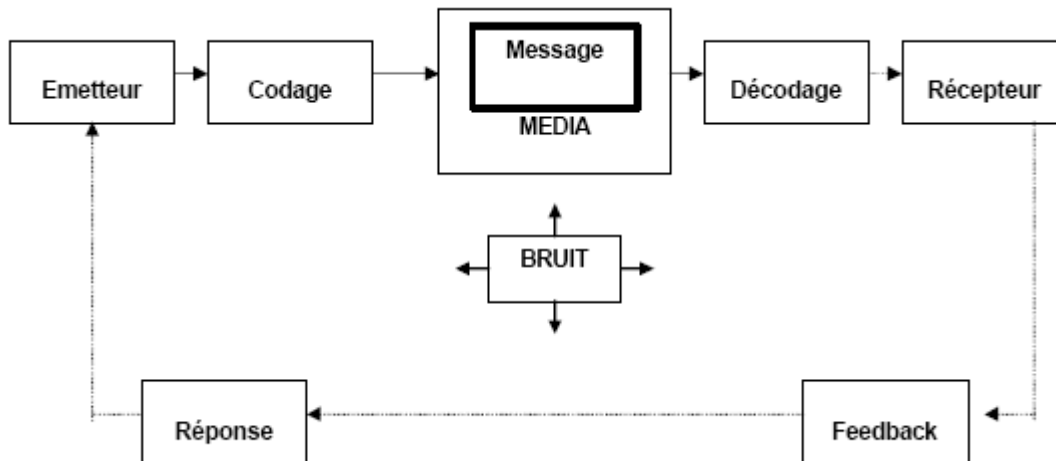 Message
Emetteur
Codage
Décodage
Récepteur
MEDIA
BRUIT
Réponse
Feedback